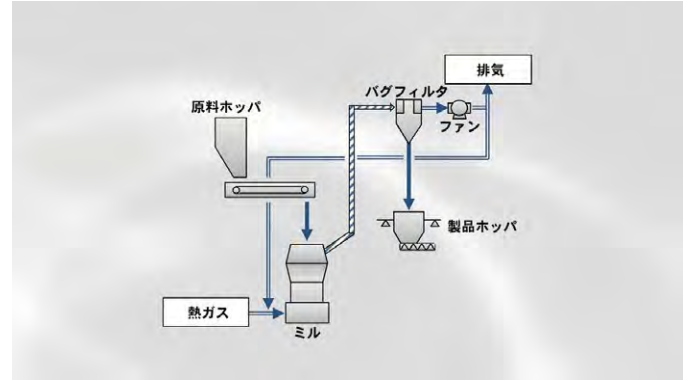 排気
バグフィルタ
原料ホッパ
ファン
製品ホッパ
熱ガス
ミル